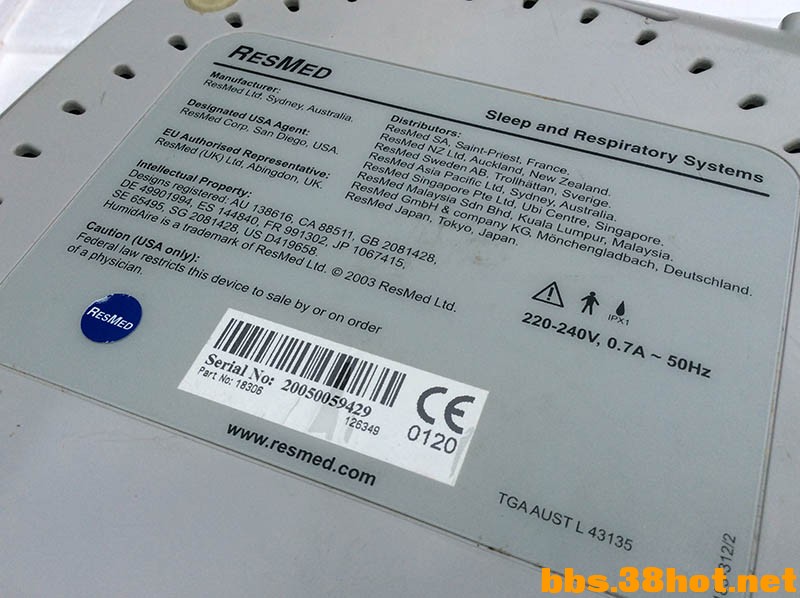 RESMED
Sleep and Respiratory Systems
Manufacturer:
ResMed Ltd, Sydney, Australia.
Designated USA Agent:
ResMed Corp, San Diego, USA.
EU Authorised Representative:
ResMed (UK) Ltd, Abingdon, UK.
Intellectual Property:
Designs registered: AU 138616, CA 88511, GB 2081428,
DE 49901994, ES 144840, FR 991302, JP 1067415,
SE 65495, SG 2081428, US D419658.
HumidAire is a trademark of ResMed Ltd. © 2003 ResMed Ltd.
Caution (USA only):
Federal law restricts this device to sale by or on order
of a physician.
Distributors:
ResMed SA, Saint-Priest, France.
ResMed NZ Ltd, Auckland, New Zealand.
ResMed Sweden AB, Trollhättan, Sverige.
ResMed Asia Pacific Ltd, Sydney, Australia.
ResMed Singapore Pte Ltd, Ubi Centre, Singapore.
ResMed Malaysia Sdn Bhd, Kuala Lumpur, Malaysia.
ResMed GmbH & company KG, Mönchengladbach, Deutschland.
ResMed Japan, Tokyo, Japan.
IPX1
220-240V, 0.7A ~ 50Hz
RESMED
Serial No: 20050059429
Part No: 18306
126349
CE
0120
www.resmed.com
TGA AUST L 43135
312/2
bbs.38hot.net